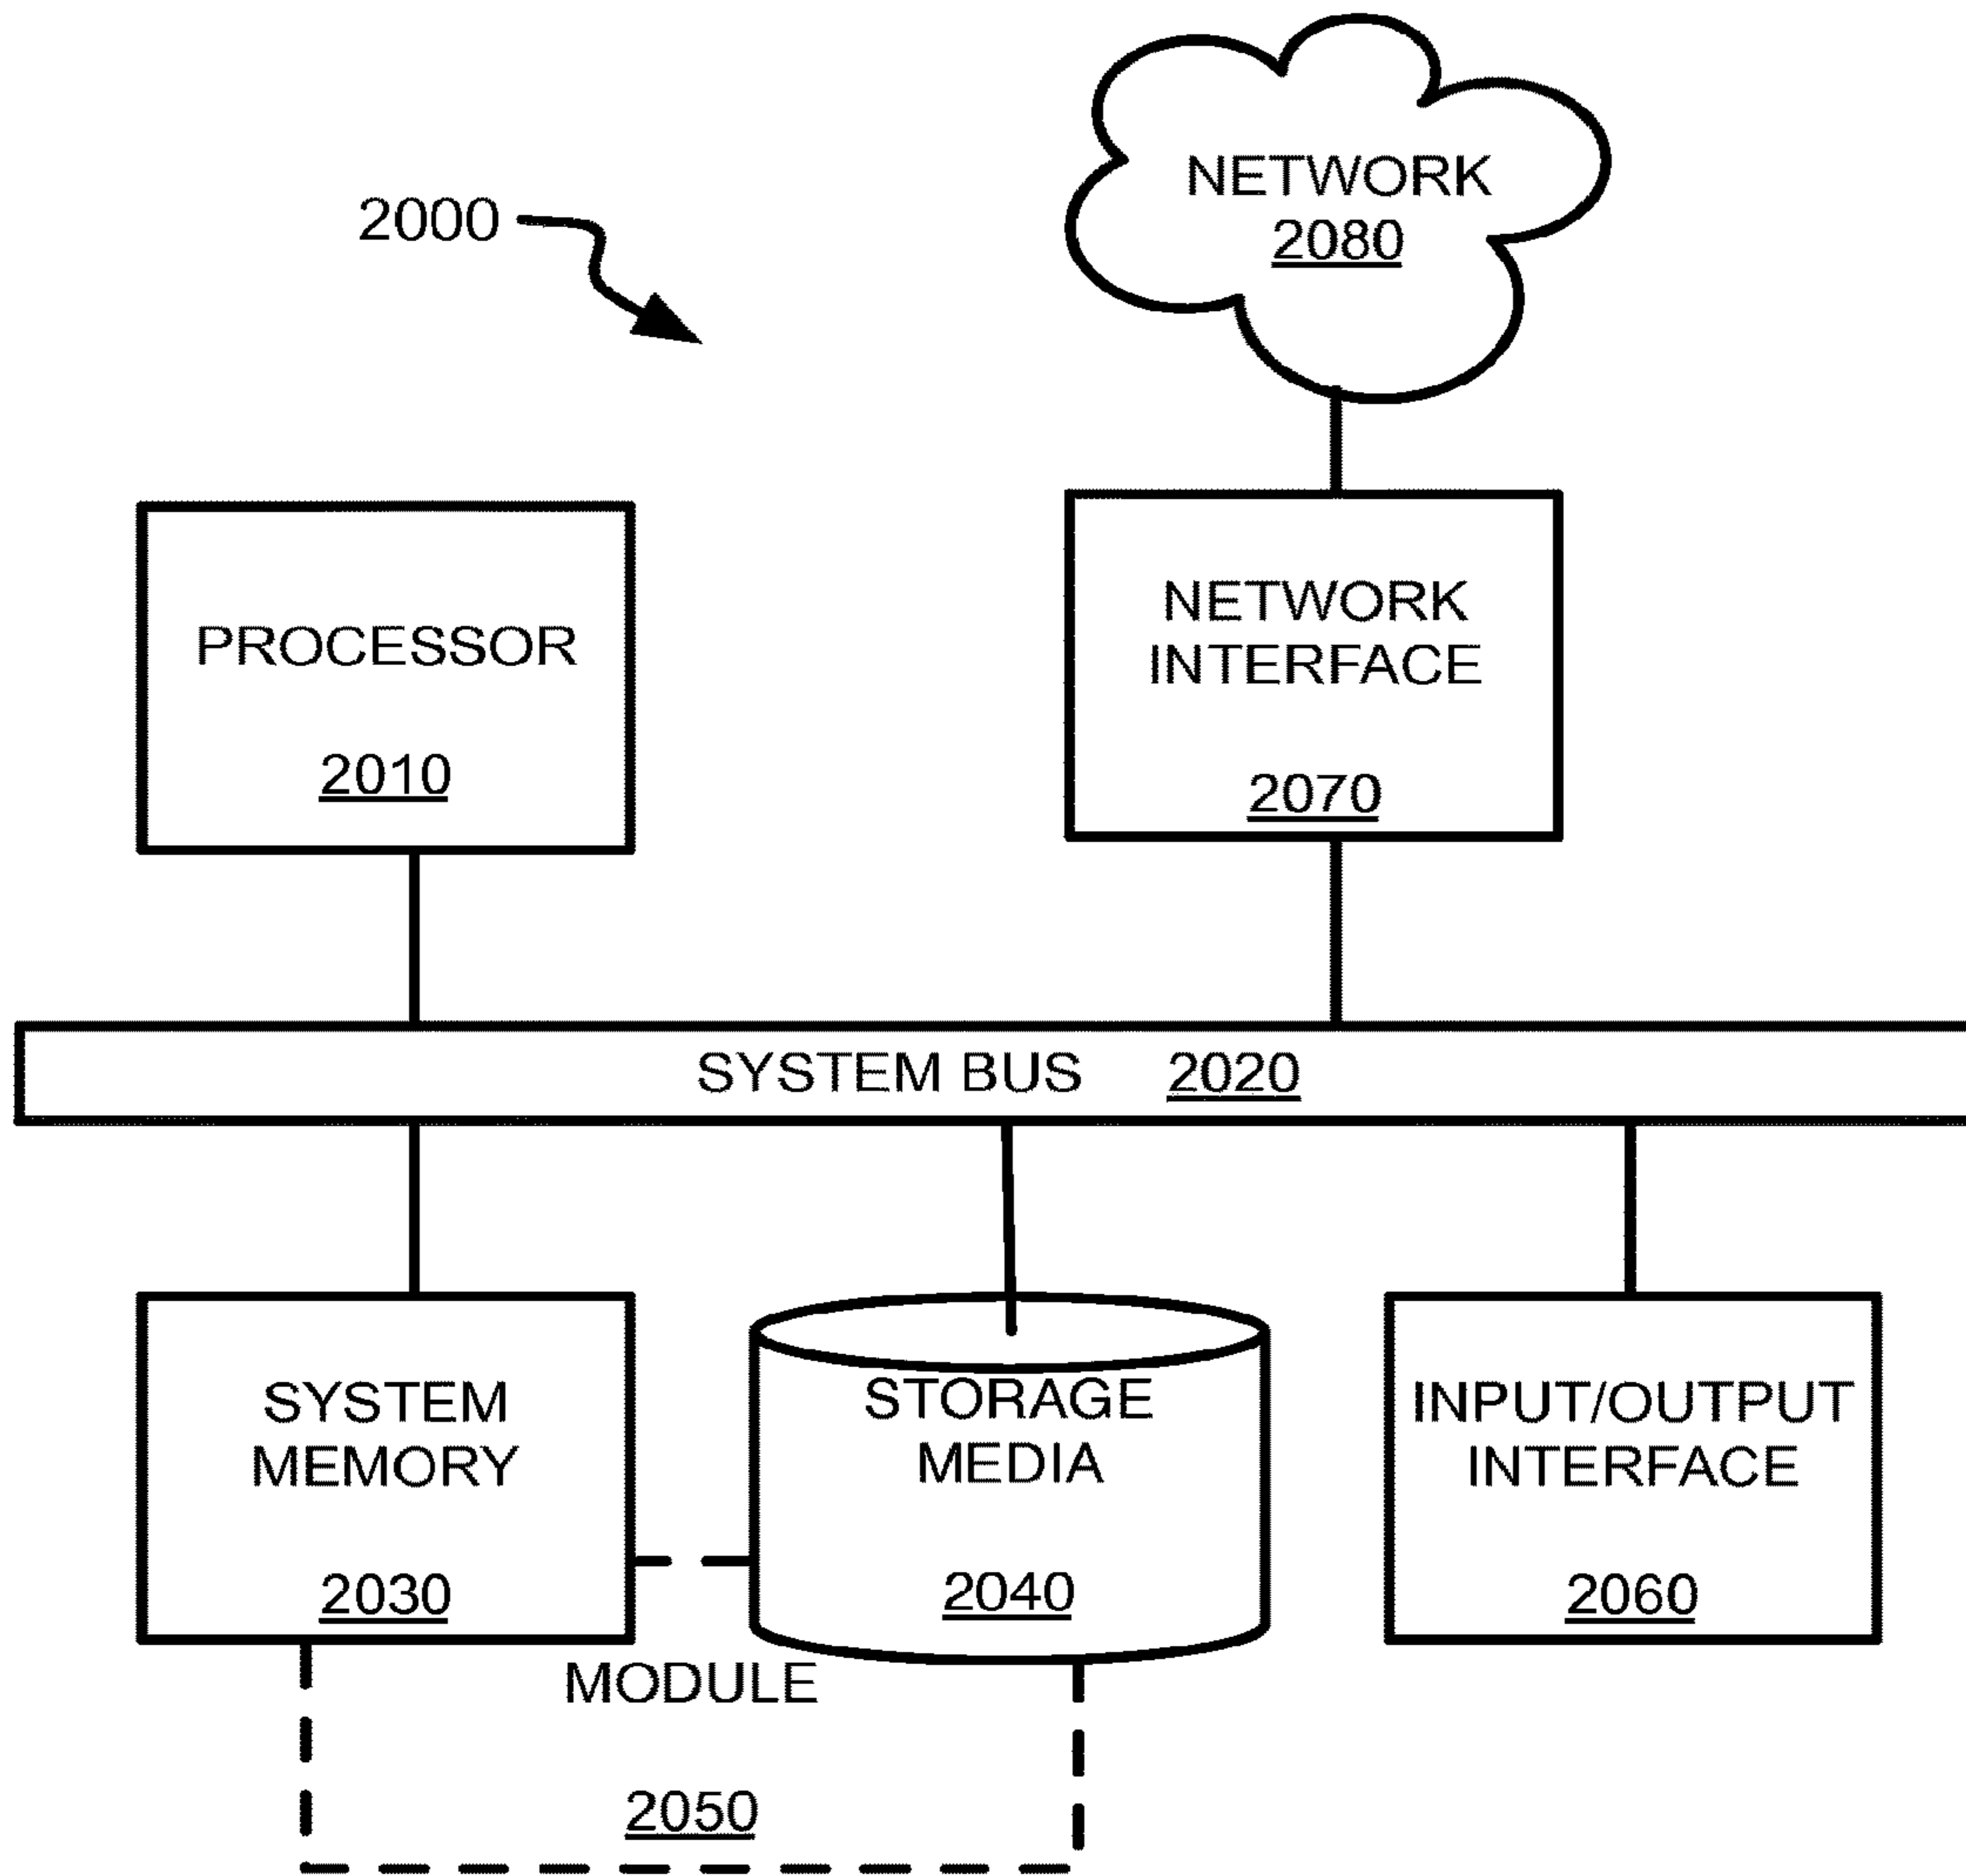 NETWORK
2080
2000
PROCESSOR
2010
NETWORK
INTERFACE
2070
SYSTEM BUS 2020
SYSTEM
MEMORY
2030
STORAGE
MEDIA
2040
INPUT/OUTPUT
INTERFACE
2060
MODULE
2050